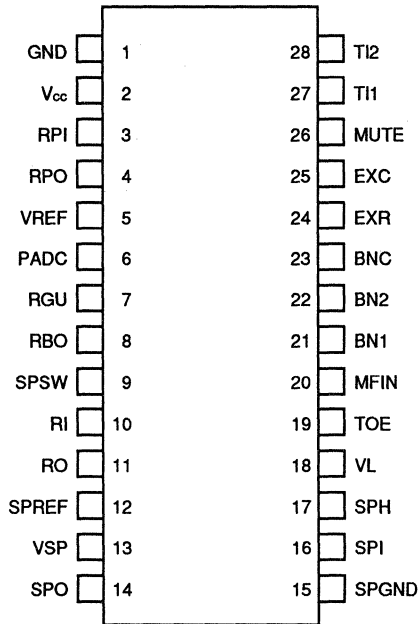 GND 1 28 TI2
Vcc 2 27 TI1
RPI 3 26 MUTE
RPO 4 25 EXC
VREF 5 24 EXR
PADC 6 23 BNC
RGU 7 22 BN2
RBO 8 21 BN1
SPSW 9 20 MFIN
RI 10 19 TOE
RO 11 18 VL
SPREF 12 17 SPH
VSP 13 16 SPI
SPO 14 15 SPGND